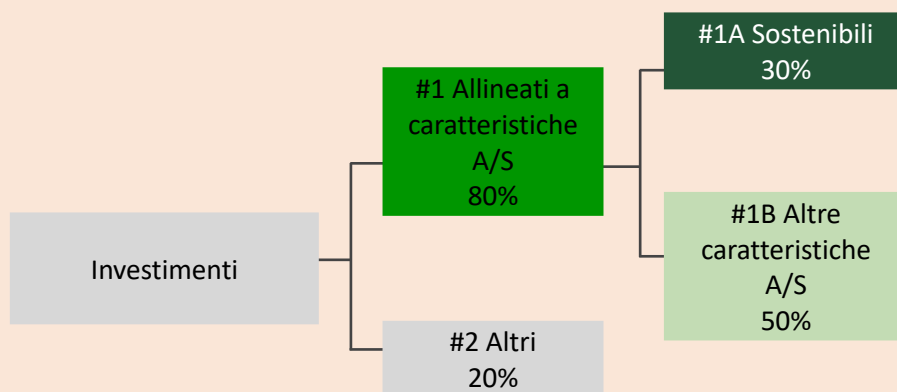 #1A Sostenibili
30%
#1 Allineati a
caratteristiche
A/S
80%
#1B Altre
caratteristiche
A/S
50%
Investimenti
#2 Altri
20%